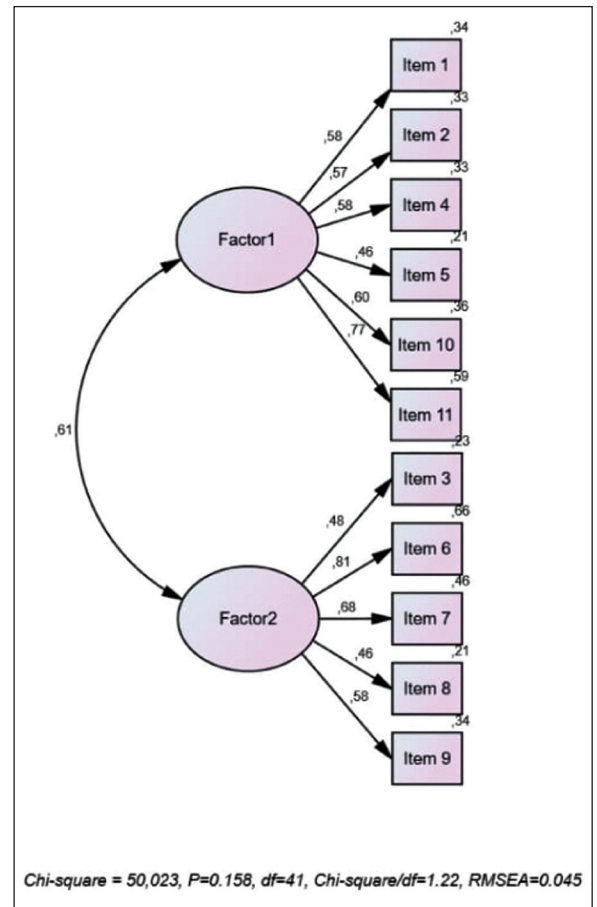 ,34
Item 1
,58
,33
Item 2
,57
,33
Item 4
,58
,21
Item 5
,46
,36
Item 10
,60
,59
Item 11
,77
Factor1
,61
,23
Item 3
,48
,66
Item 6
,81
,46
Item 7
,68
,21
Item 8
,46
,34
Item 9
,58
Factor2
Chi-square = 50,023, P=0.158, df=41, Chi-square/df=1.22, RMSEA=0.045